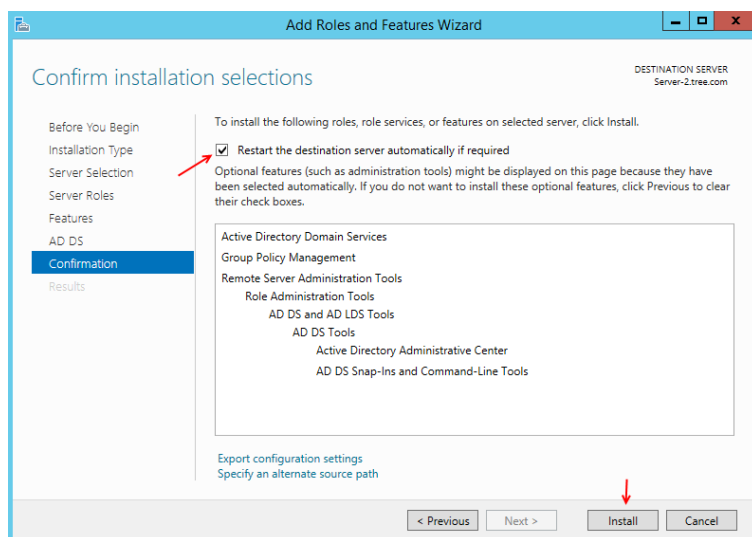 Add Roles and Features Wizard
Confirm installation selections
DESTINATION SERVER
Server-2.tree.com
Before You Begin
Installation Type
Server Selection
Server Roles
Features
AD DS
Confirmation
Results
To install the following roles, role services, or features on selected server, click Install.
Restart the destination server automatically if required
Optional features (such as administration tools) might be displayed on this page because they have
been selected automatically. If you do not want to install these optional features, click Previous to clear
their check boxes.
Active Directory Domain Services
Group Policy Management
Remote Server Administration Tools
Role Administration Tools
AD DS and AD LDS Tools
AD DS Tools
Active Directory Administrative Center
AD DS Snap-Ins and Command-Line Tools
Export configuration settings
Specify an alternate source path
< Previous
Next >
Install
Cancel